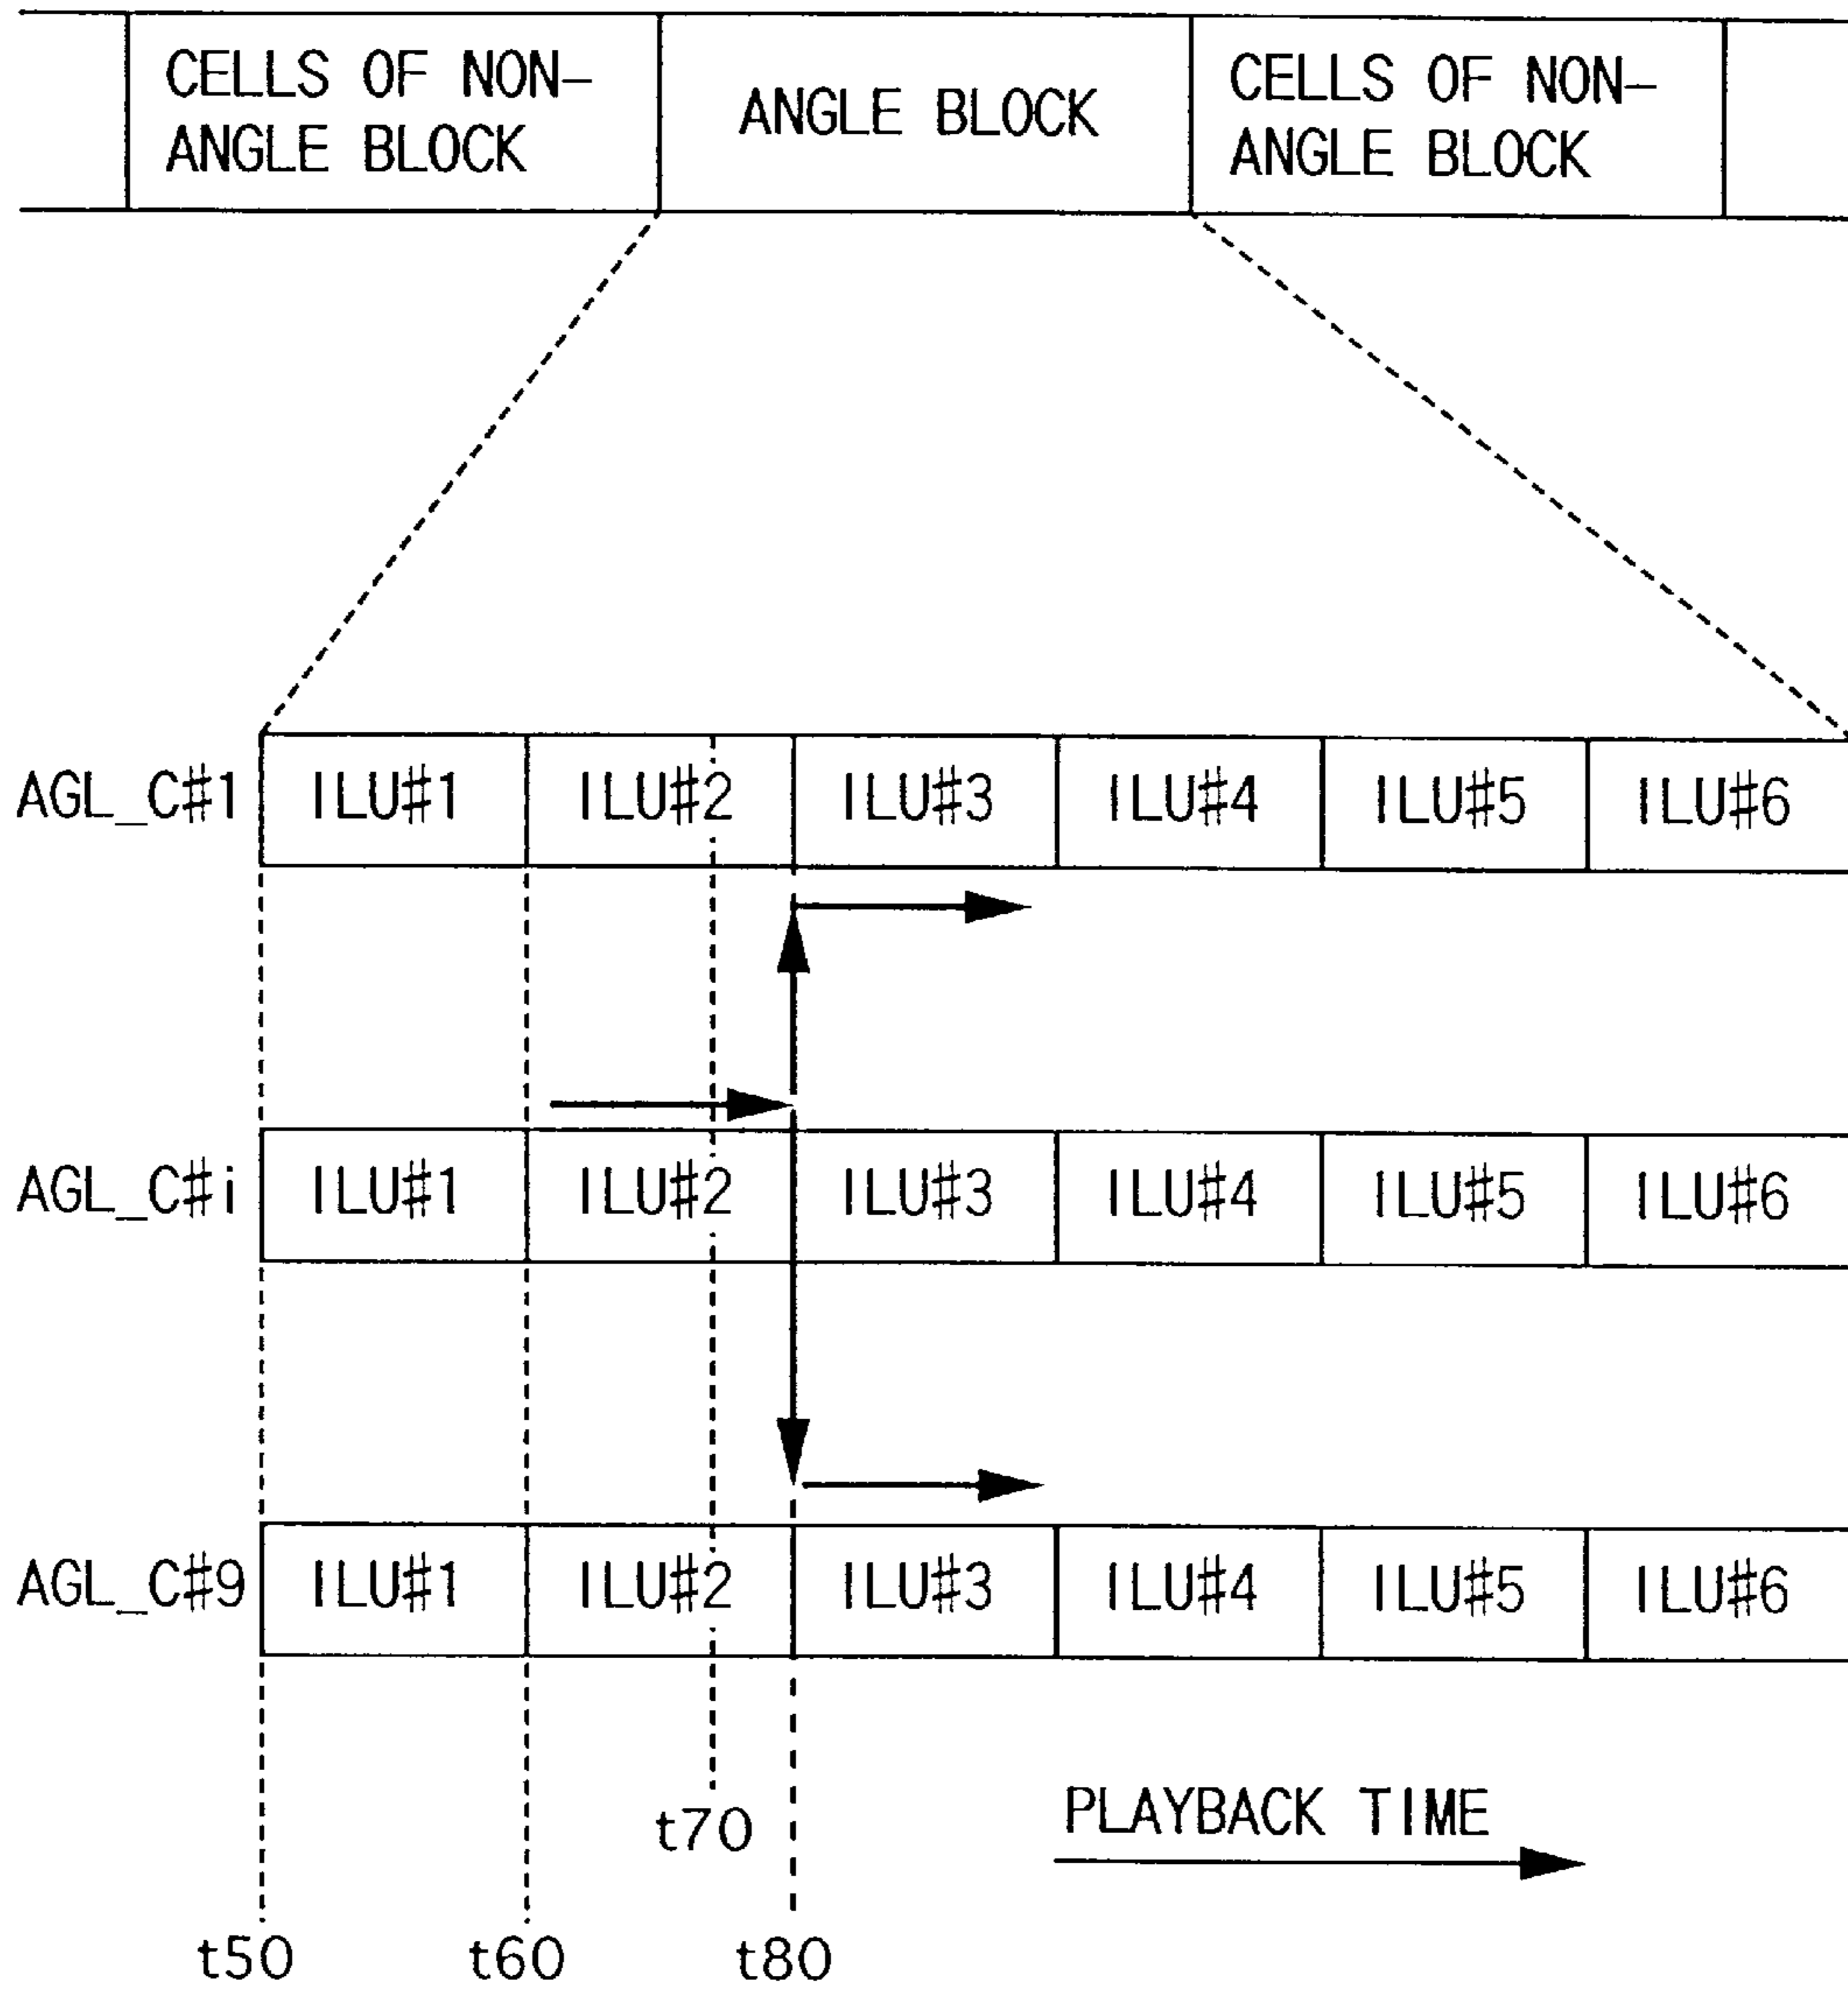 CELLS OF NON-
ANGLE BLOCK
ANGLE BLOCK
CELLS OF NON-
ANGLE BLOCK
AGL_C#1 ILU#1 ILU#2 ILU#3 ILU#4 ILU#5 ILU#6
AGL_C#i ILU#1 ILU#2 ILU#3 ILU#4 ILU#5 ILU#6
AGL_C#9 ILU#1 ILU#2 ILU#3 ILU#4 ILU#5 ILU#6
t70
PLAYBACK TIME
t50 t60 t80